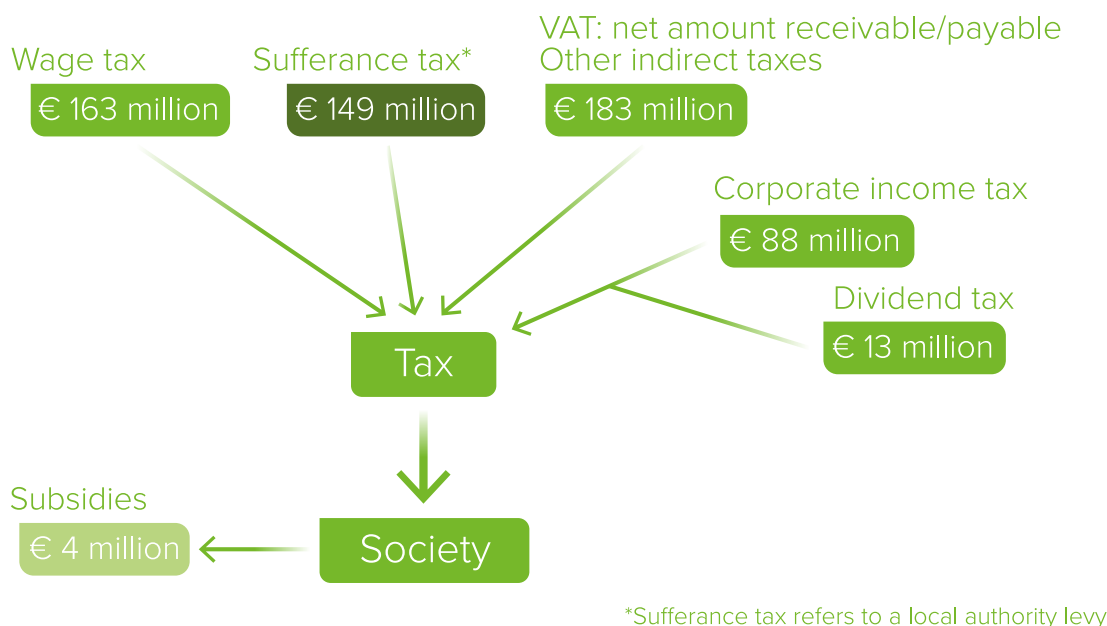 Wage tax
€ 163 million
Sufferance tax*
€ 149 million
VAT: net amount receivable/payable
Other indirect taxes
€ 183 million
Corporate income tax
€ 88 million
Dividend tax
€ 13 million
Tax
Subsidies
€ 4 million
Society
*Sufferance tax refers to a local authority levy